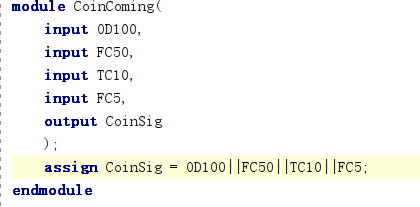 module CoinComing(
input OD100,
input FC50,
input TC10,
input FC5,
output CoinSig
);
assign CoinSig = OD100||FC50||TC10||FC5;
endmodule